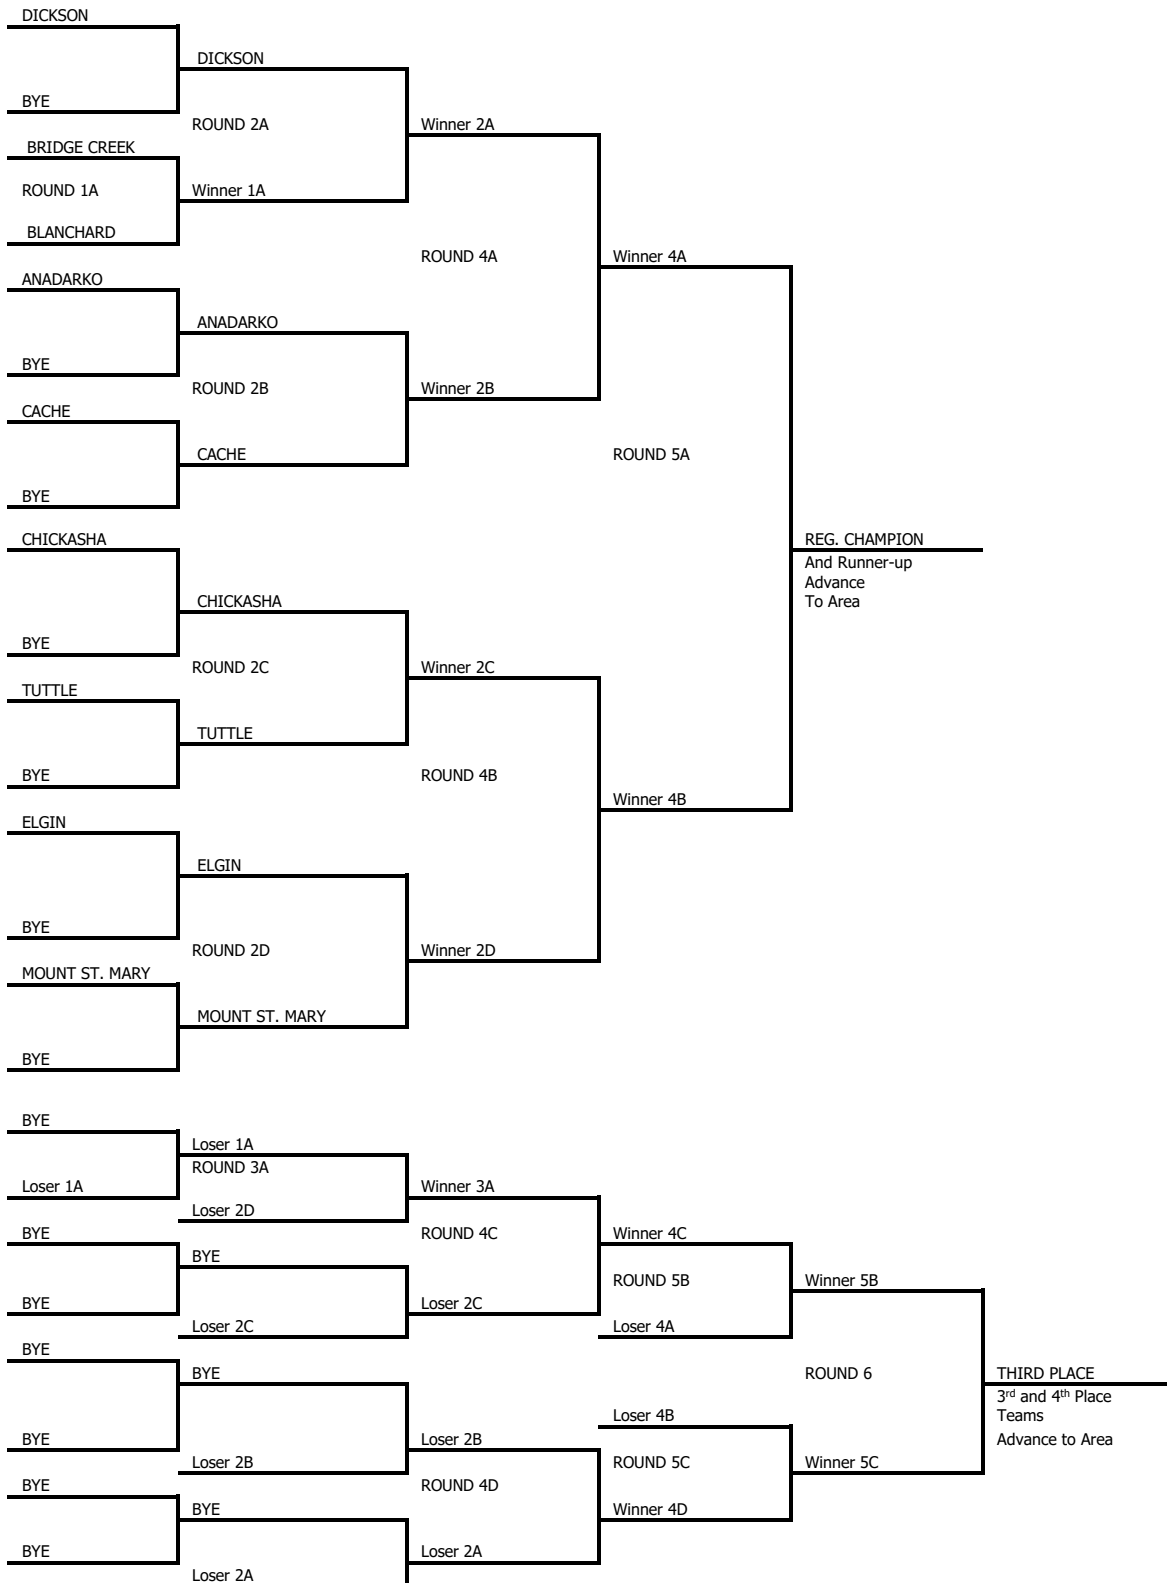 DICKSON
DICKSON
BYE
ROUND 2A
Winner 2A
BRIDGE CREEK
ROUND 1A
Winner 1A
BLANCHARD
ROUND 4A
Winner 4A
ANADARKO
ANADARKO
BYE
ROUND 2B
Winner 2B
CACHE
CACHE
ROUND 5A
BYE
CHICKASHA
REG. CHAMPION
And Runner-up
Advance
To Area
CHICKASHA
BYE
ROUND 2C
Winner 2C
TUTTLE
TUTTLE
BYE
ROUND 4B
Winner 4B
ELGIN
ELGIN
BYE
ROUND 2D
Winner 2D
MOUNT ST. MARY
MOUNT ST. MARY
BYE
BYE
Loser 1A
ROUND 3A
Loser 1A
Winner 3A
Loser 2D
BYE
ROUND 4C
Winner 4C
BYE
ROUND 5B
Winner 5B
BYE
Loser 2C
Loser 2C
Loser 4A
BYE
BYE
ROUND 6
THIRD PLACE
3rd and 4th Place
Teams
Advance to Area
Loser 4B
BYE
Loser 2B
Loser 2B
ROUND 5C
Winner 5C
BYE
ROUND 4D
BYE
Winner 4D
BYE
Loser 2A
Loser 2A